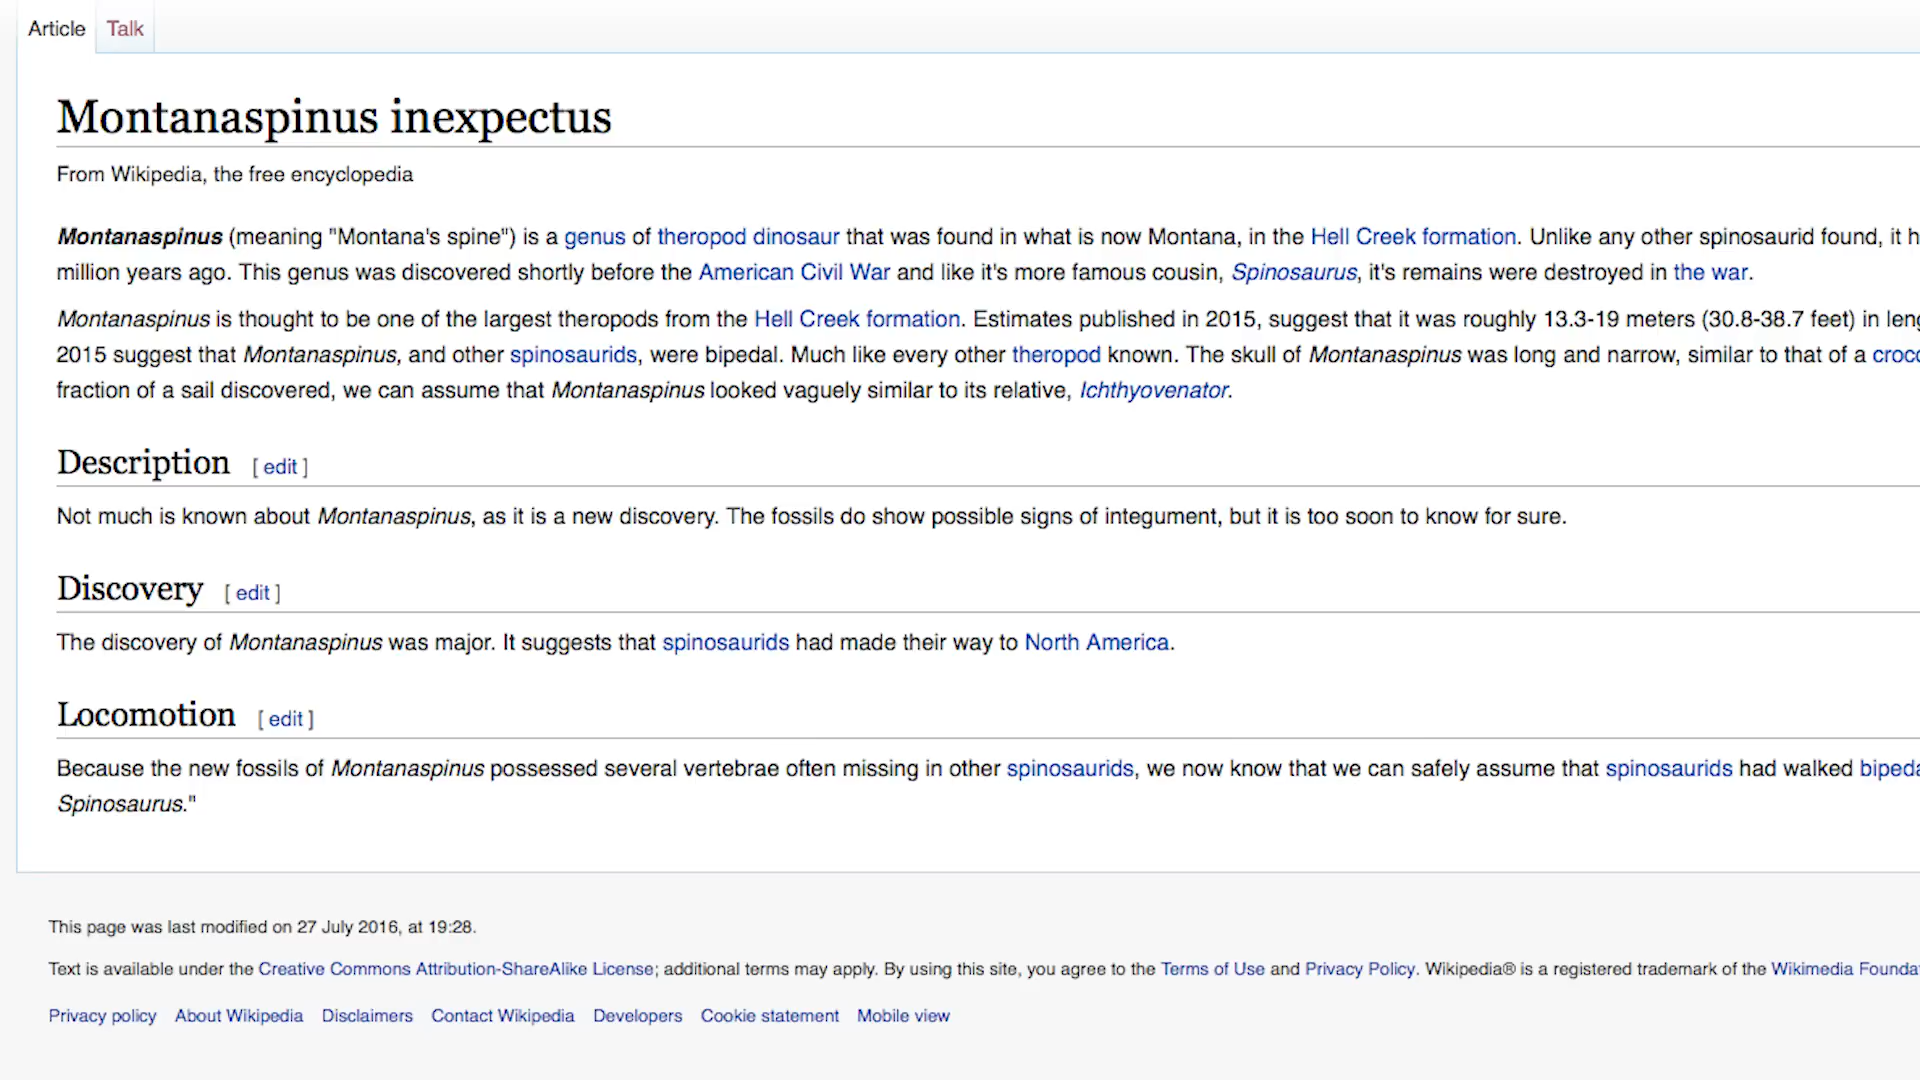 Article Talk
Montanaspinus inexpectus
From Wikipedia, the free encyclopedia
Montanaspinus (meaning "Montana's spine") is a genus of theropod dinosaur that was found in what is now Montana, in the Hell Creek formation. Unlike any other spinosaurid found, it h
million years ago. This genus was discovered shortly before the American Civil War and like it's more famous cousin, Spinosaurus, it's remains were destroyed in the war.
Montanaspinus is thought to be one of the largest theropods from the Hell Creek formation. Estimates published in 2015, suggest that it was roughly 13.3-19 meters (30.8-38.7 feet) in leng
2015 suggest that Montanaspinus, and other spinosaurids, were bipedal. Much like every other theropod known. The skull of Montanaspinus was long and narrow, similar to that of a croco
fraction of a sail discovered, we can assume that Montanaspinus looked vaguely similar to its relative, Ichthyovenator.
Description [ edit ]
Not much is known about Montanaspinus, as it is a new discovery. The fossils do show possible signs of integument, but it is too soon to know for sure.
Discovery [ edit ]
The discovery of Montanaspinus was major. It suggests that spinosaurids had made their way to North America.
Locomotion [ edit ]
Because the new fossils of Montanaspinus possessed several vertebrae often missing in other spinosaurids, we now know that we can safely assume that spinosaurids had walked bipeda
Spinosaurus."
This page was last modified on 27 July 2016, at 19:28.
Text is available under the Creative Commons Attribution-ShareAlike License; additional terms may apply. By using this site, you agree to the Terms of Use and Privacy Policy. Wikipedia® is a registered trademark of the Wikimedia Foundat
Privacy policy About Wikipedia Disclaimers Contact Wikipedia Developers Cookie statement Mobile view